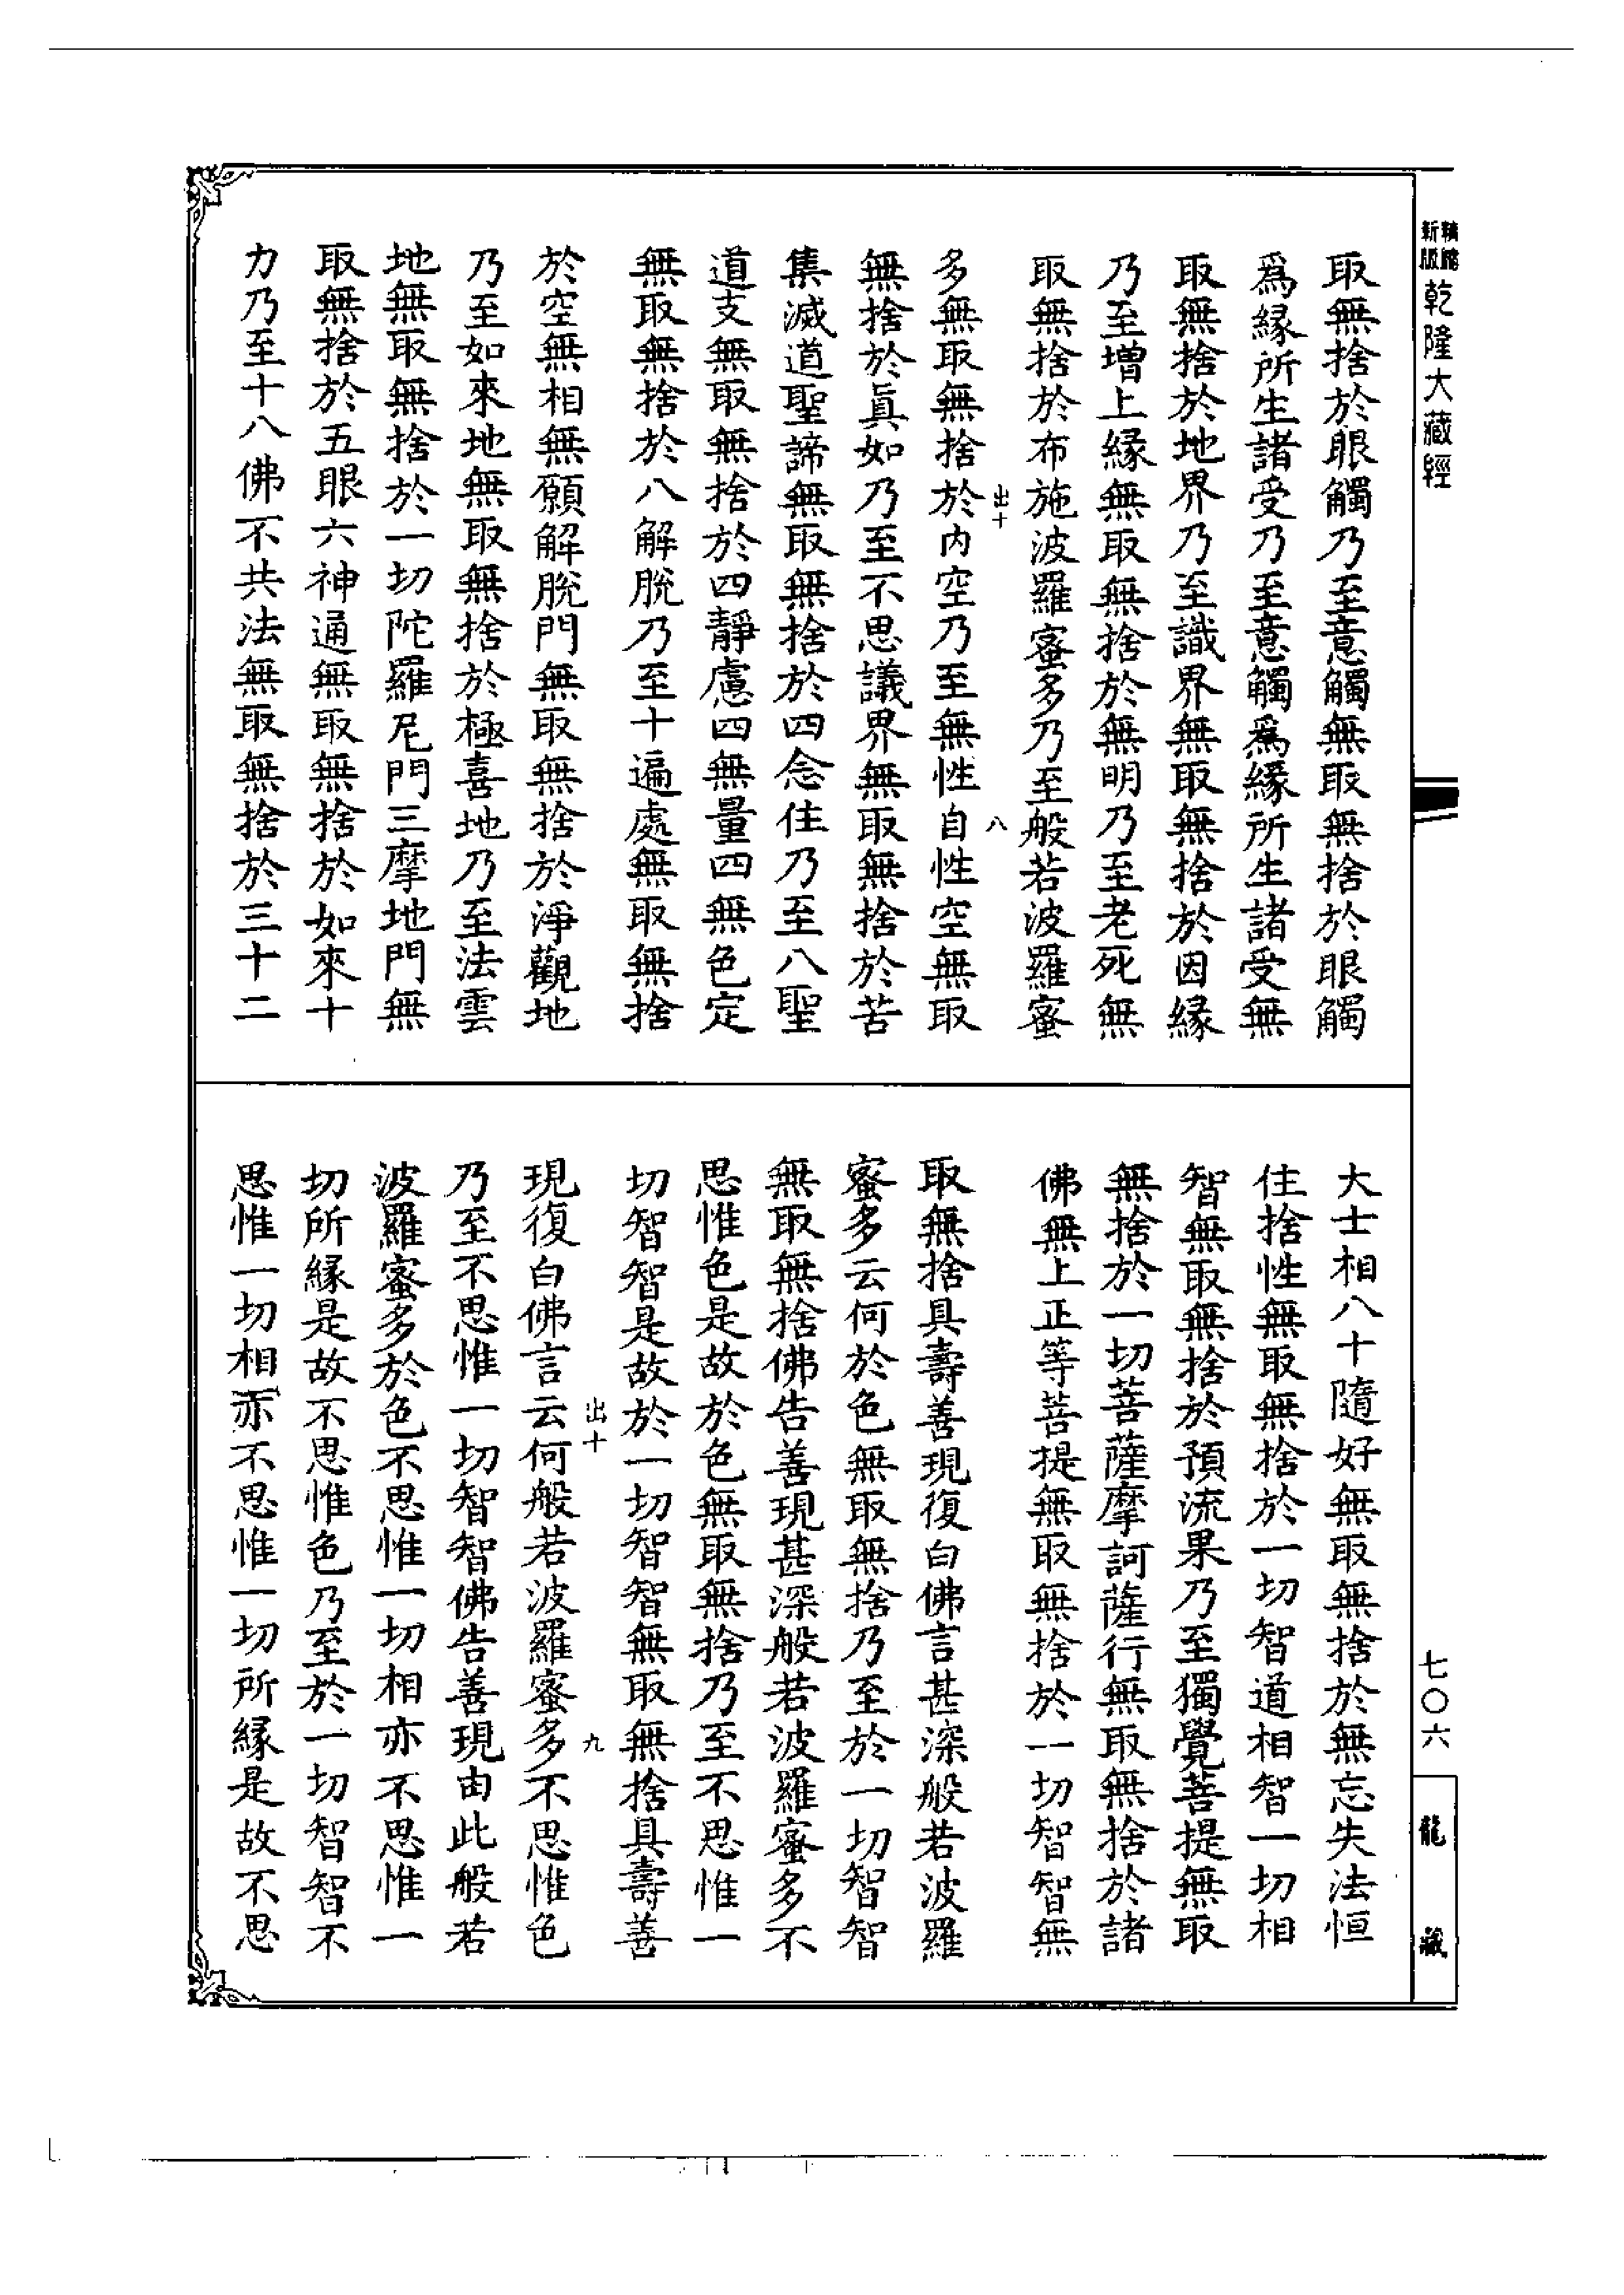 乾隆大藏經
取無捨於眼觸乃至意觸無取無捨於眼觸
爲緣所生諸受乃至意觸爲緣所生諸受無
取無捨於地界乃至識界無取無捨於因緣
乃至增上緣無取無捨於無明乃至老死無
取無捨於布施波羅蜜多乃至般若波羅蜜
出十
八
多無取無捨於内空乃至無性自性空無取
無捨於眞如乃至不思議界無取無捨於苦
集滅道聖諦無取無捨於四念住乃至八聖
道支無取無捨於四靜慮四無量四無色定
無取無捨於八解脫乃至十遍處無取無捨
於空無相無願解脫門無取無捨於淨觀地
乃至如來地無取無捨於極喜地乃至法雲
地無取無捨於一切陀羅尼門三摩地門無
取無捨於五眼六神通無取無捨於如來十
力乃至十八佛不共法無取無捨於三十二
大士相八十隨好無取無捨於無忘失法恒
住捨性無取無捨於一切智道相智一切相
智無取無捨於預流果乃至獨覺菩提無取
無捨於一切菩薩摩訶薩行無取無捨於諸
佛無上正等菩提無取無捨於一切智智無
取無捨具壽善現復白佛言甚深般若波羅
蜜多云何於色無取無捨乃至於一切智智
無取無捨佛告善現甚深般若波羅蜜多不
思惟色是故於色無取無捨乃至不思惟一
切智智是故於一切智智無取無捨具壽善
出十
九
現復白佛言云何般若波羅蜜多不思惟色
乃至不思惟一切智智佛告善現由此般若
波羅蜜多於色不思惟一切相亦不思惟一
切所緣是故不思惟色乃至於一切智智不
思惟一切相亦不思惟一切所緣是故不思
七〇六
龍藏